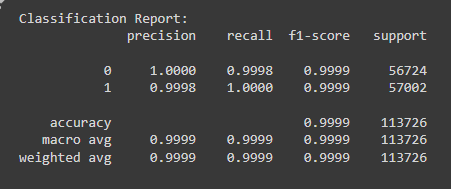 Classification Report:
precision recall f1-score support
0 1.0000 0.9998 0.9999 56724
1 0.9998 1.0000 0.9999 57002
accuracy 0.9999 113726
macro avg 0.9999 0.9999 0.9999 113726
weighted avg 0.9999 0.9999 0.9999 113726